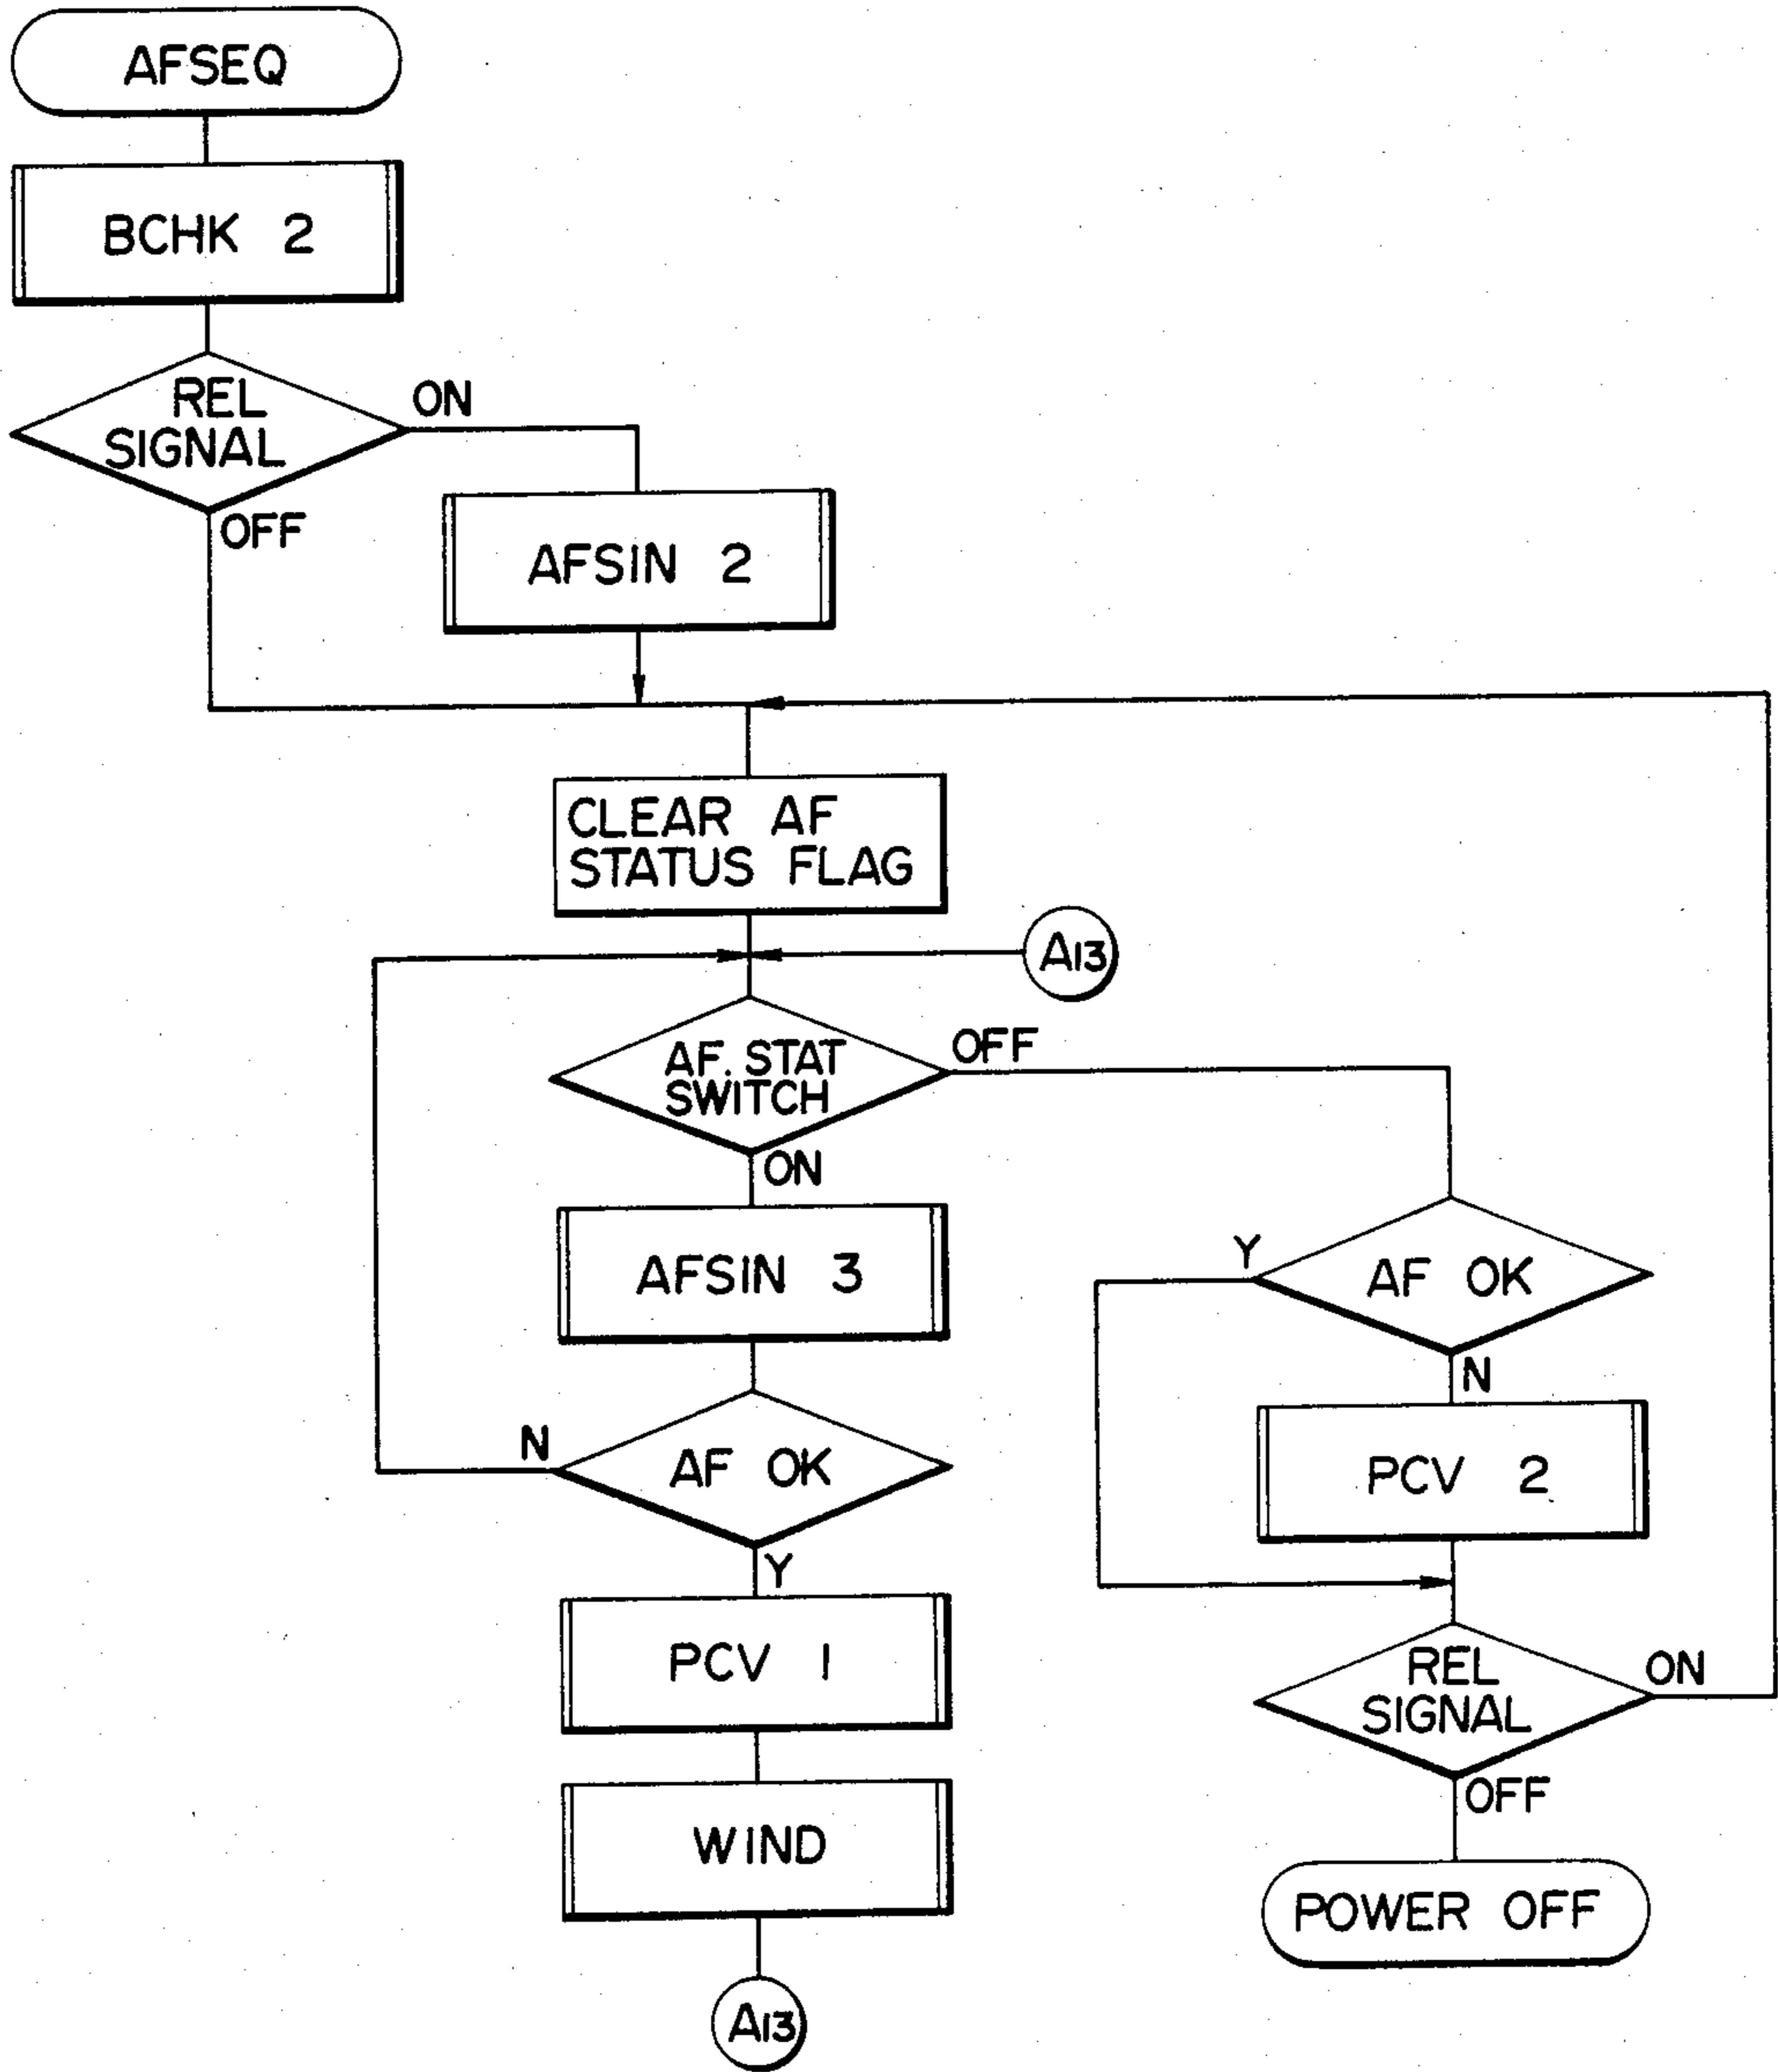 AFSEQ
BCHK 2
REL
SIGNAL
ON
OFF
AFSIN 2
CLEAR AF
STATUS FLAG
A13
AF. STAT
SWITCH
OFF
ON
AFSIN 3
Y
AF OK
N
N
AF OK
Y
PCV 2
PCV 1
REL
SIGNAL
ON
OFF
WIND
POWER OFF
A13